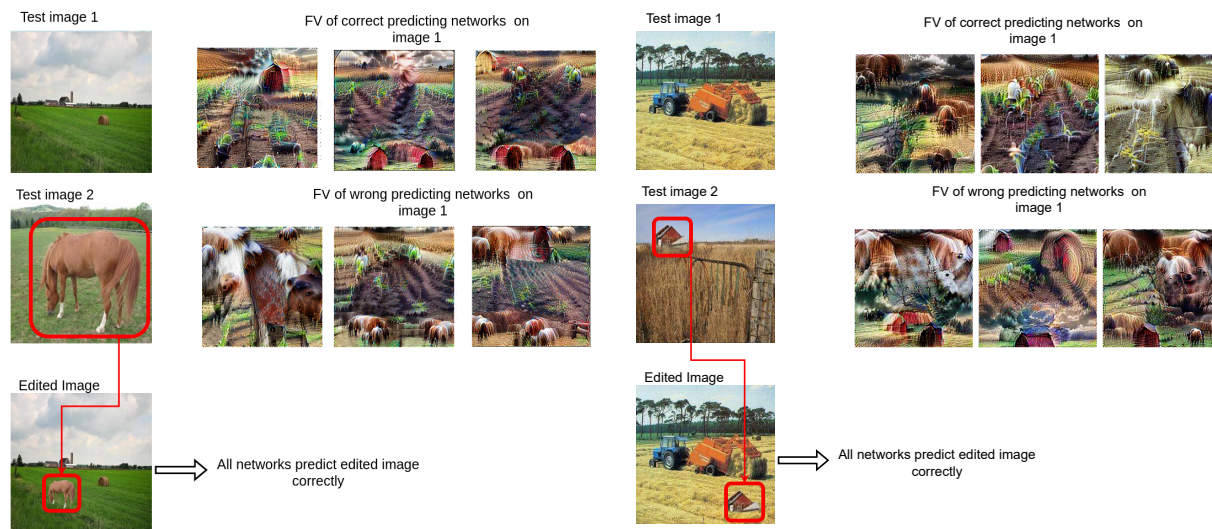 Test image 1
FV of correct predicting networks on
image 1
Test image 2
FV of wrong predicting networks on
image 1
Edited Image
All networks predict edited image
correctly
Test image 1
FV of correct predicting networks on
image 1
Test image 2
FV of wrong predicting networks on
image 1
Edited Image
All networks predict edited image
correctly